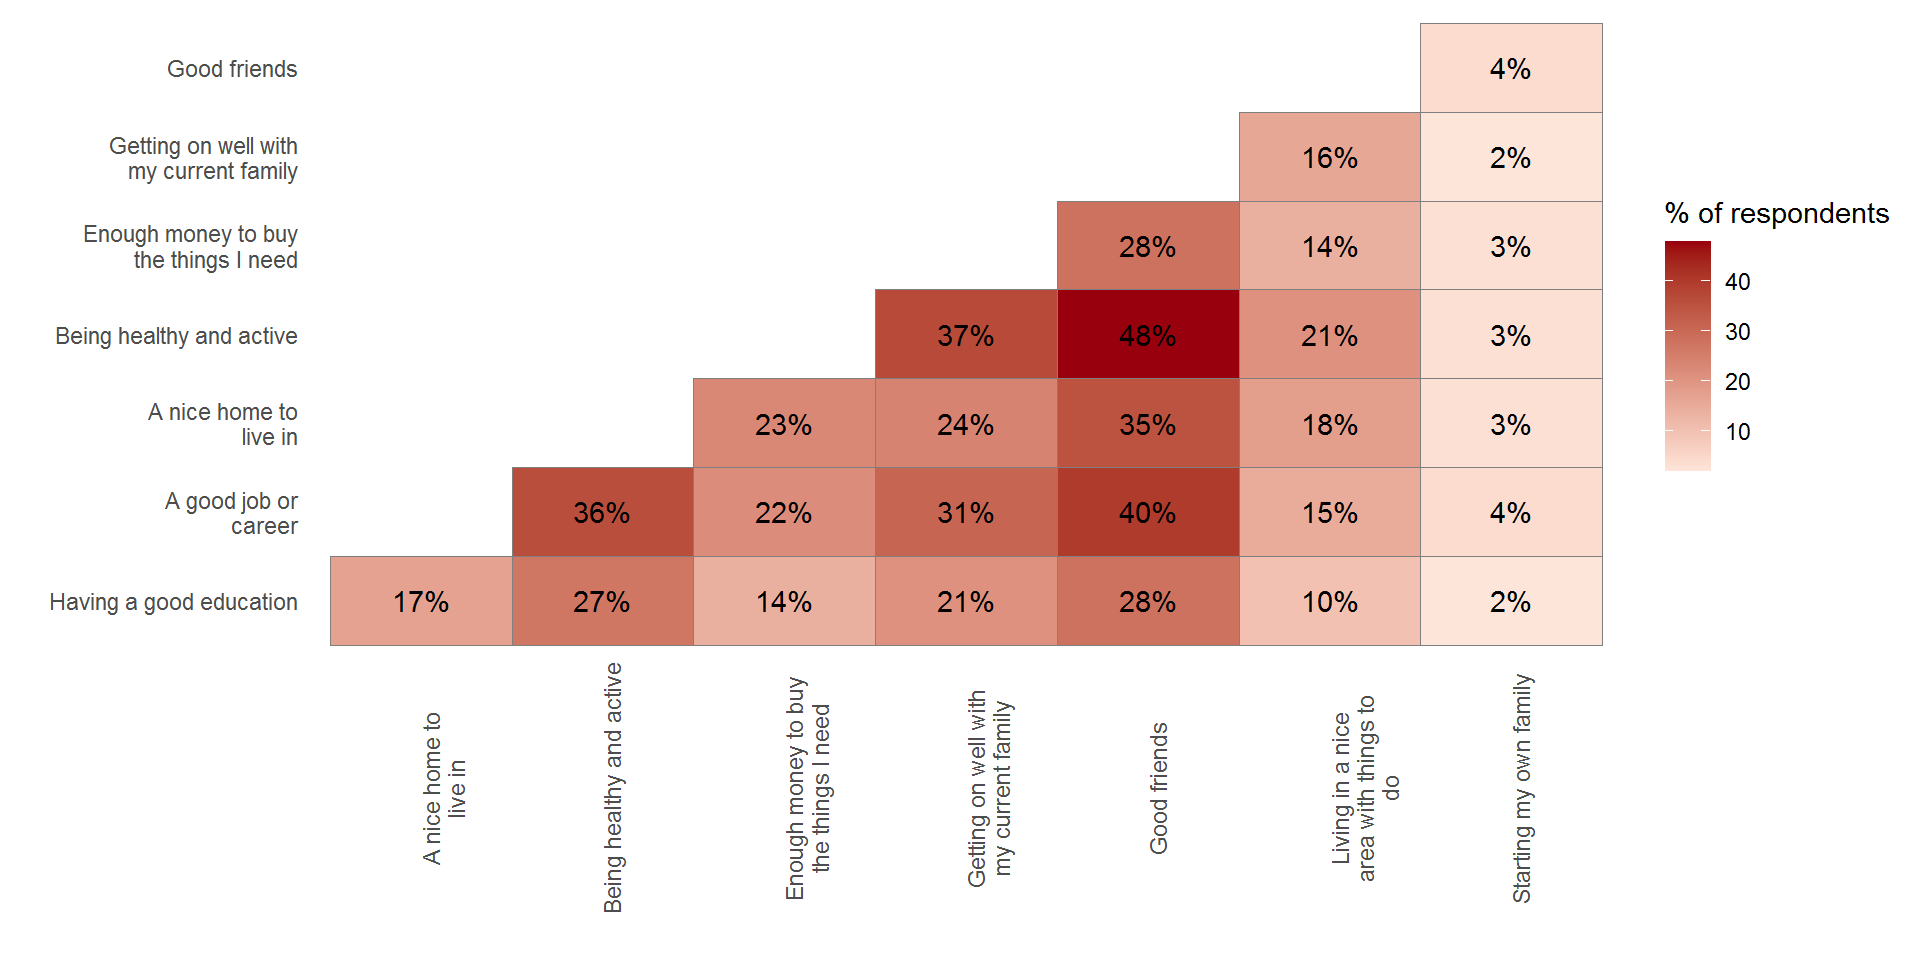 Good friends
4%
Getting on well with
my current family
16% 2%
Enough money to buy
the things I need
28% 14% 3%
Being healthy and active
37% 48% 21% 3%
A nice home to
live in
23% 24% 35% 18% 3%
A good job or
career
36% 22% 31% 40% 15% 4%
Having a good education
17% 27% 14% 21% 28% 10% 2%
A nice home to
live in
Being healthy and active
Enough money to buy
the things I need
Getting on well with
my current family
Good friends
Living in a nice
area with things to
do
Starting my own family
% of respondents
40
30
20
10